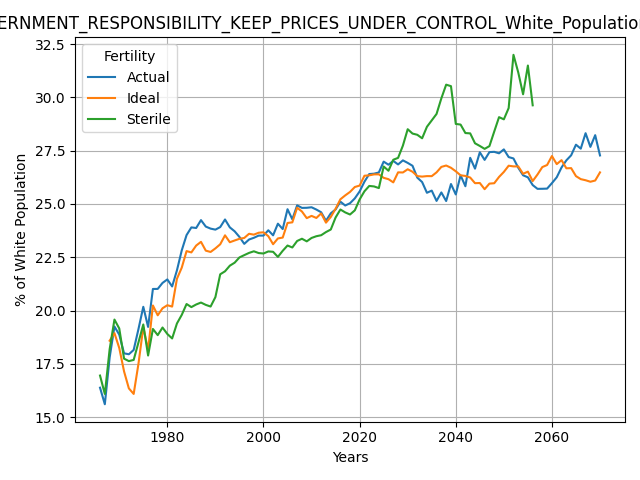 ERNMENT_RESPONSIBILITY_KEEP_PRICES_UNDER_CONTROL_White_Population
32.5
30.0
27.5
25.0
22.5
20.0
17.5
15.0
% of White Population
Fertility
Actual
Ideal
Sterile
1980
2000
2020
2040
2060
Years